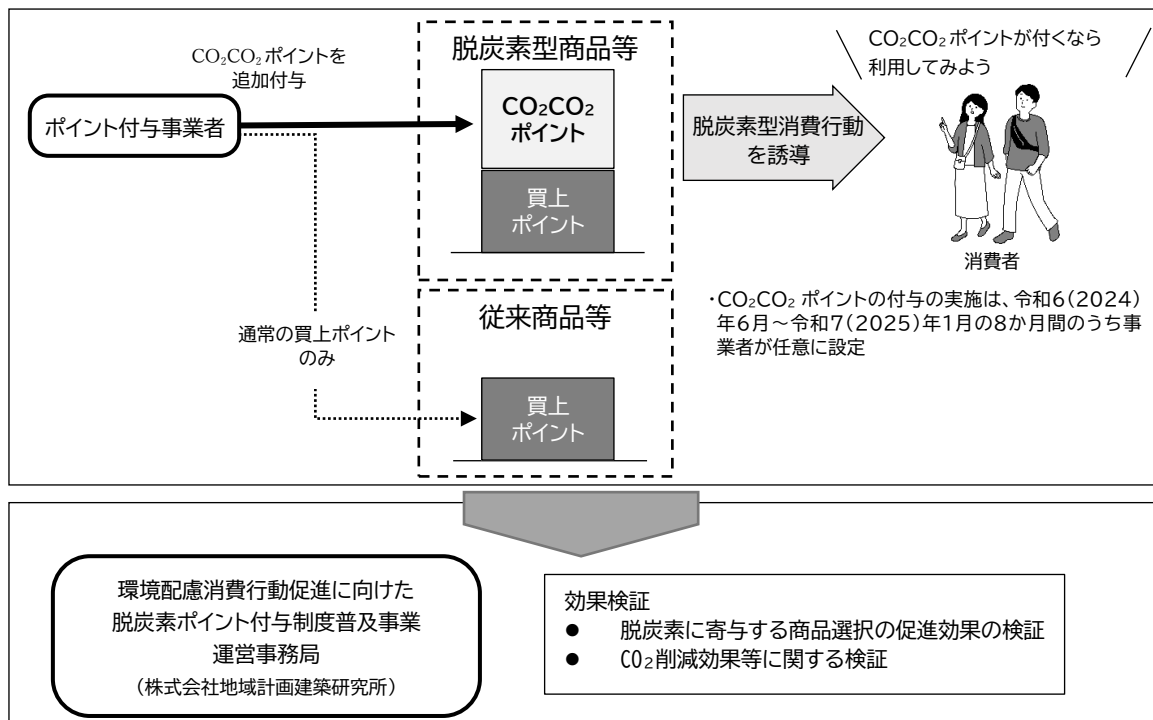 CO₂CO₂ポイントを
追加付与
ポイント付与事業者
通常の買上ポイント
のみ
脱炭素型商品等
CO₂CO₂
ポイント
買上
ポイント
従来商品等
買上
ポイント
脱炭素型消費行動
を誘導
CO₂CO₂ポイントが付くなら
利用してみよう
消費者
・CO₂CO₂ ポイントの付与の実施は、令和6(2024)
年6月～令和7(2025)年1月の8か月間のうち事
業者が任意に設定
環境配慮消費行動促進に向けた
脱炭素ポイント付与制度普及事業
運営事務局
（株式会社地域計画建築研究所）
効果検証
● 脱炭素に寄与する商品選択の促進効果の検証
● CO₂削減効果等に関する検証